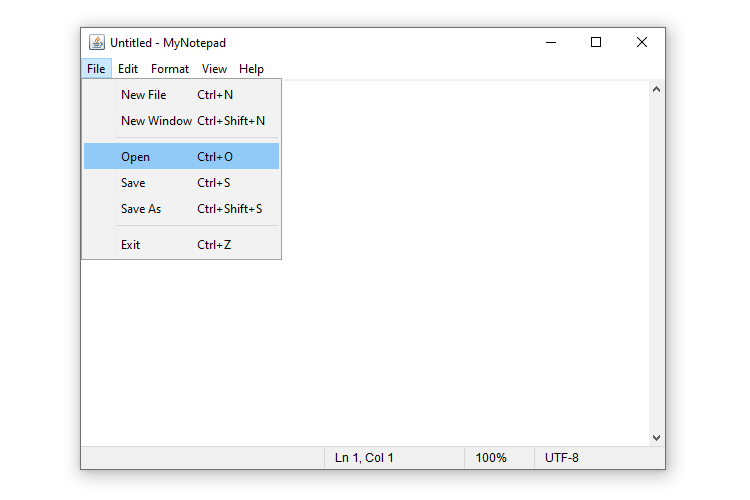 Untitled - MyNotepad
File Edit Format View Help
New File Ctrl+N
New Window Ctrl+Shift+N
Open Ctrl+O
Save Ctrl+S
Save As Ctrl+Shift+S
Exit Ctrl+Z
Ln 1, Col 1 100% UTF-8